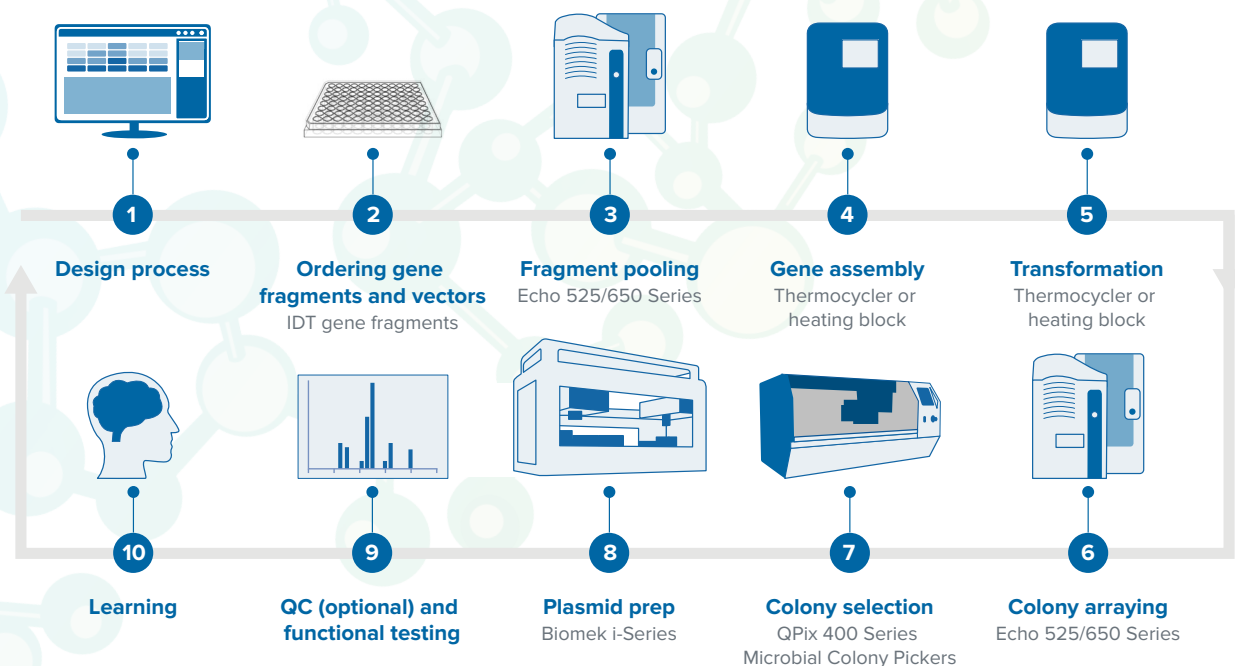 1
Design process
2
Ordering gene
fragments and vectors
IDT gene fragments
3
Fragment pooling
Echo 525/650 Series
4
Gene assembly
Thermocycler or
heating block
5
Transformation
Thermocycler or
heating block
6
Colony arraying
Echo 525/650 Series
7
Colony selection
QPix 400 Series
Microbial Colony Pickers
8
Plasmid prep
Biomek i-Series
9
QC (optional) and
functional testing
10
Learning